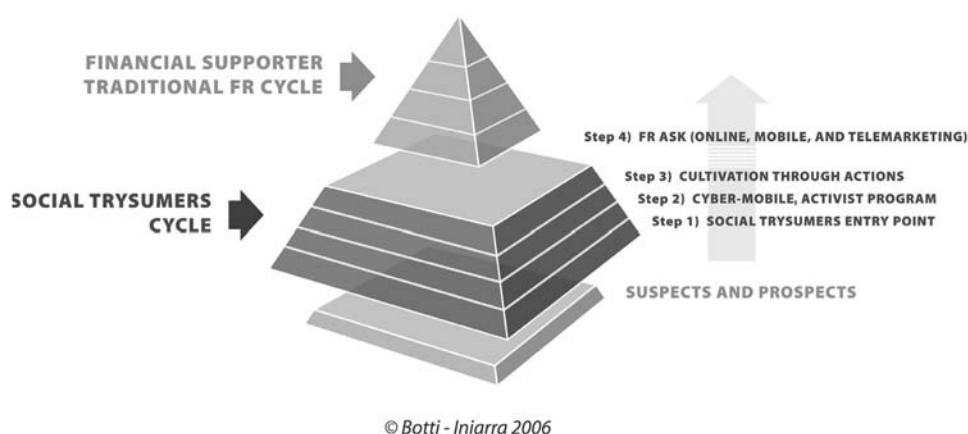 FINANCIAL SUPPORTER
TRADITIONAL FR CYCLE
Step 4) FR ASK (ONLINE, MOBILE, AND TELEMARKETING)
Step 3) CULTIVATION THROUGH ACTIONS
SOCIAL TRYSUMERS
CYCLE
Step 2) CYBER-MOBILE, ACTIVIST PROGRAM
Step 1) SOCIAL TRYSUMERS ENTRY POINT
SUSPECTS AND PROSPECTS
© Botti - Iniarra 2006